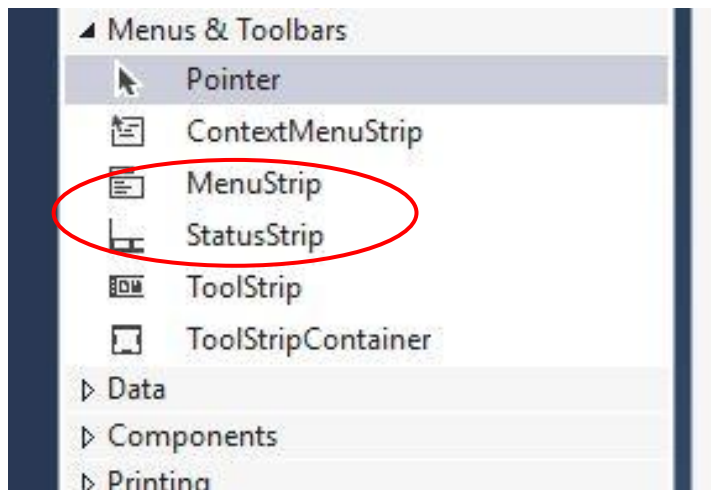 Menus & Toolbars
Pointer
ContextMenuStrip
MenuStrip
StatusStrip
ToolStrip
ToolStripContainer
Data
Components
Printing